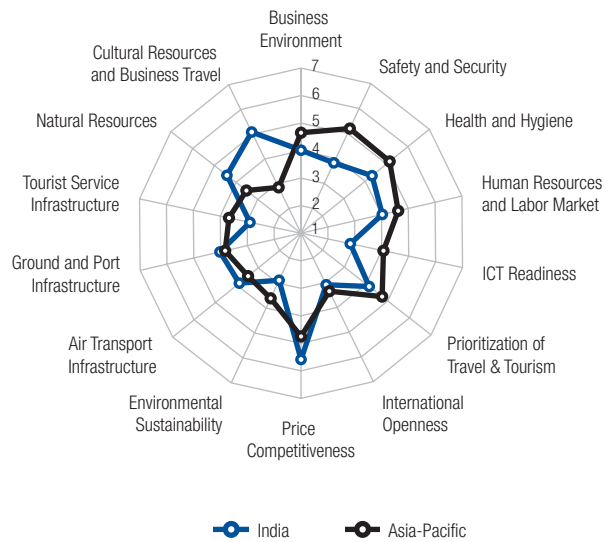 Business
Environment
Safety and Security
Health and Hygiene
Human Resources
and Labor Market
ICT Readiness
Prioritization of
Travel & Tourism
International
Openness
Price
Competitiveness
Environmental
Sustainability
Air Transport
Infrastructure
Ground and Port
Infrastructure
Tourist Service
Infrastructure
Natural Resources
Cultural Resources
and Business Travel
7
6
5
4
3
2
1
India
Asia-Pacific